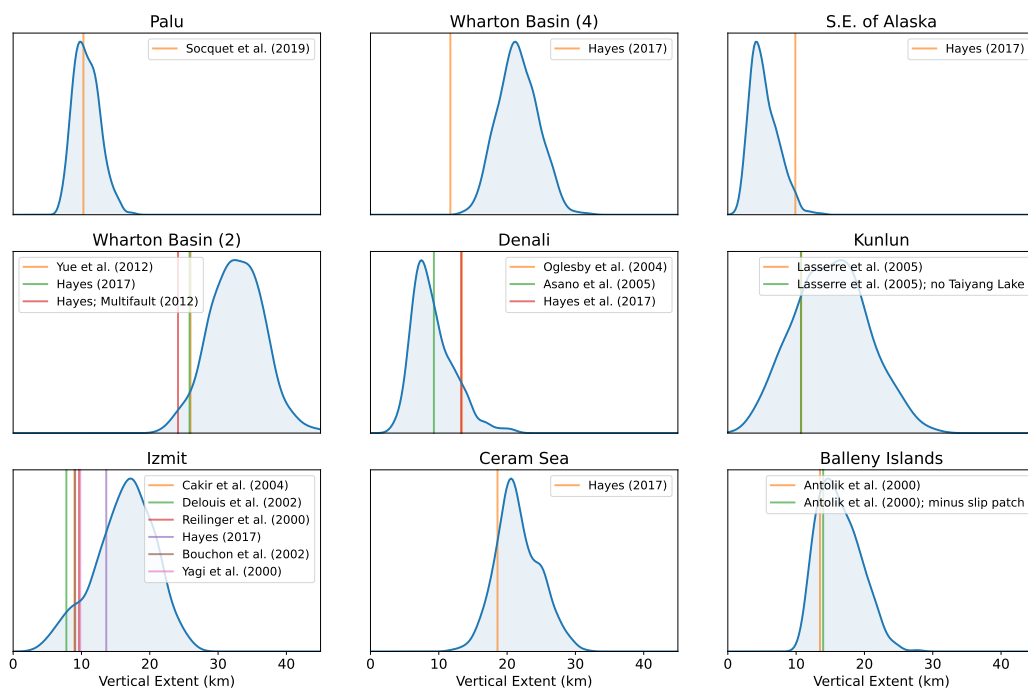 Palu
Socquet et al. (2019)
Wharton Basin (4)
Hayes (2017)
S.E. of Alaska
Hayes (2017)
Wharton Basin (2)
Yue et al. (2012)
Hayes (2017)
Hayes; Multifault (2012)
Denali
Oglesby et al. (2004)
Asano et al. (2005)
Hayes et al. (2017)
Kunlun
Lasserre et al. (2005)
Lasserre et al. (2005); no Taiyang Lake
Izmit
Cakir et al. (2004)
Delouis et al. (2002)
Reilinger et al. (2000)
Hayes (2017)
Bouchon et al. (2002)
Yagi et al. (2000)
0 10 20 30 40
Vertical Extent (km)
Ceram Sea
Hayes (2017)
0 10 20 30 40
Vertical Extent (km)
Balleny Islands
Antolik et al. (2000)
Antolik et al. (2000); minus slip patch
0 10 20 30 40
Vertical Extent (km)